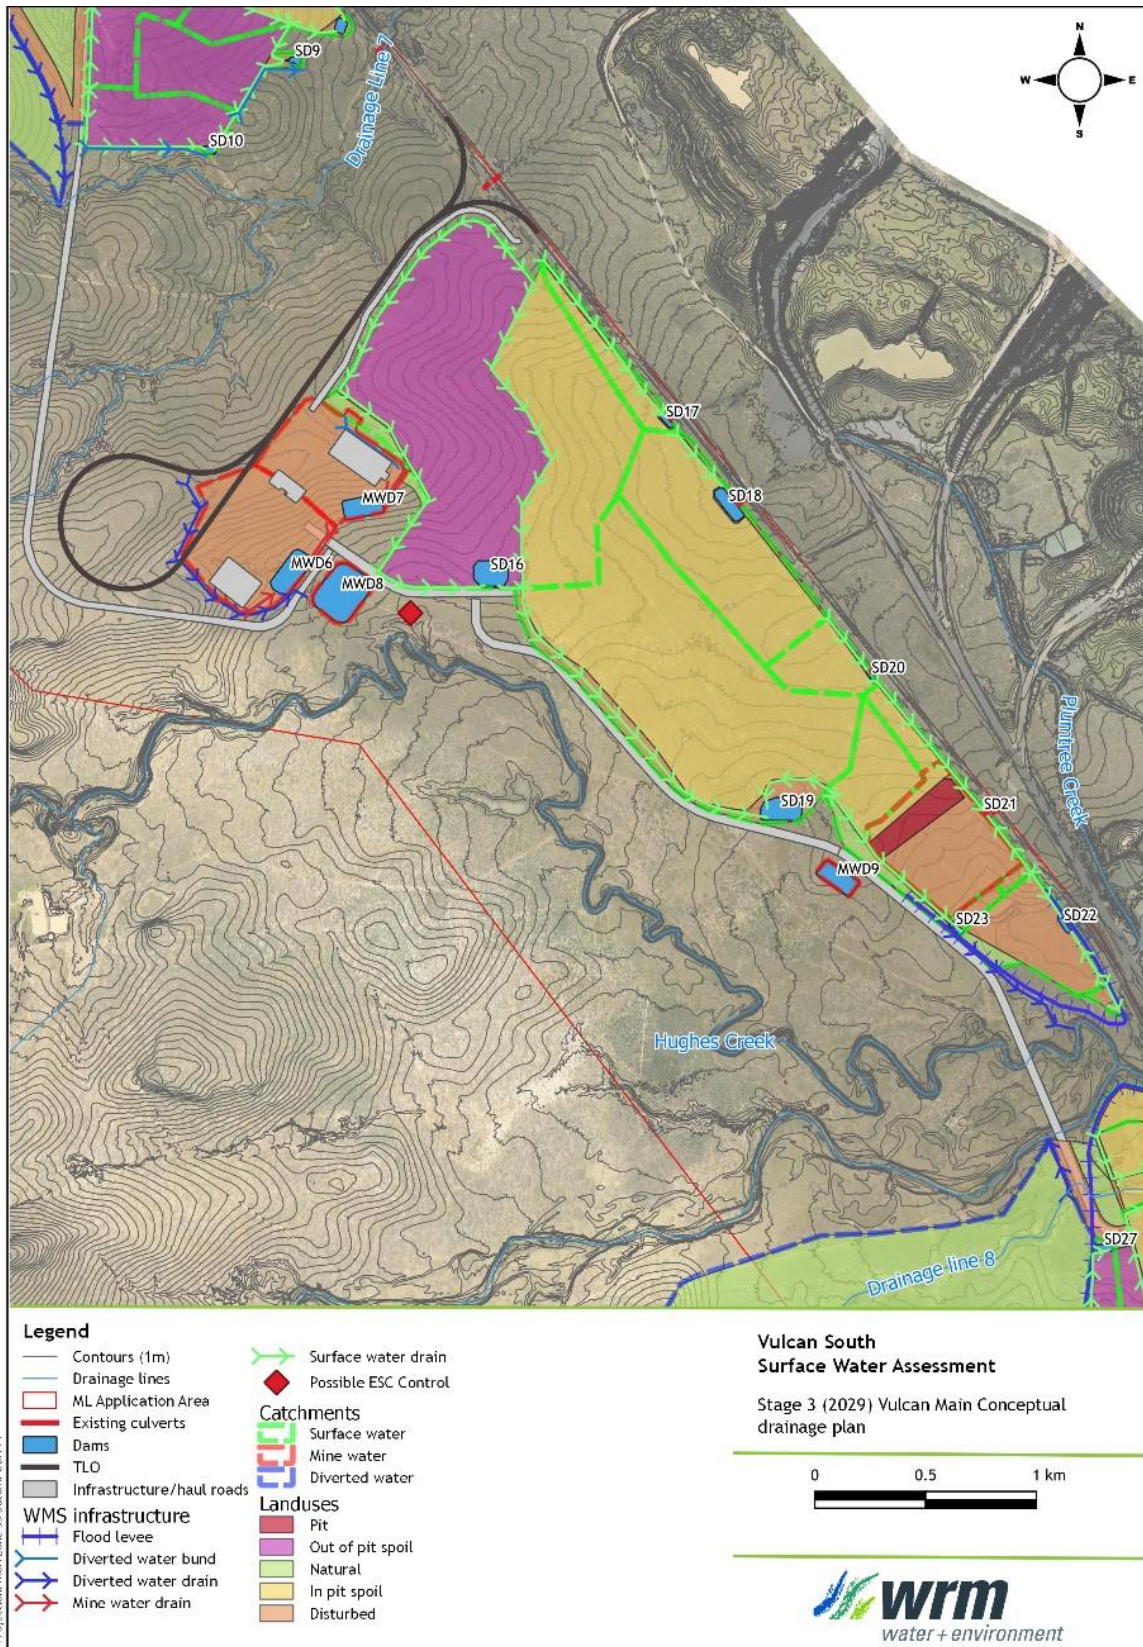 N
W E
S
SD9
Drainage Line 7
SD10
SD17
SD18
MWD7
SD16
MWD6
MWD8
SD20
Plumtree Creek
SD19
SD21
MWD9
SD23
SD22
Hughes Creek
SD27
Drainage line 8
Legend
Contours (1m)
Drainage lines
ML Application Area
Existing culverts
Dams
TLO
Infrastructure/haul roads
WMS infrastructure
Flood levee
Diverted water bund
Diverted water drain
Mine water drain
Surface water drain
Possible ESC Control
Catchments
Surface water
Mine water
Diverted water
Landuses
Pit
Out of pit spoil
Natural
In pit spoil
Disturbed
Vulcan South
Surface Water Assessment
Stage 3 (2029) Vulcan Main Conceptual
drainage plan
0 0.5 1 km
wrm
water + environment